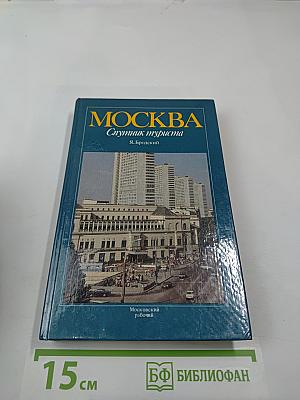 МОСКВА
Спутник туриста
Я.Бродский
Московский
рабочий
15 см
БФ БИБЛИОФАН